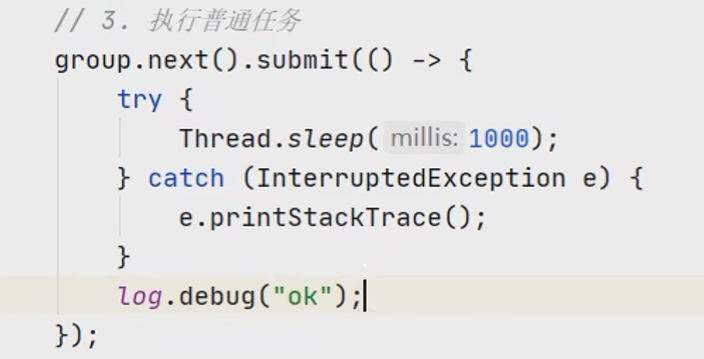 // 3. 执行普通任务
group.next().submit(() -> {
    try {
        Thread.sleep( millis: 1000);
    } catch (InterruptedException e) {
        e.printStackTrace();
    }
    log.debug("ok");
});